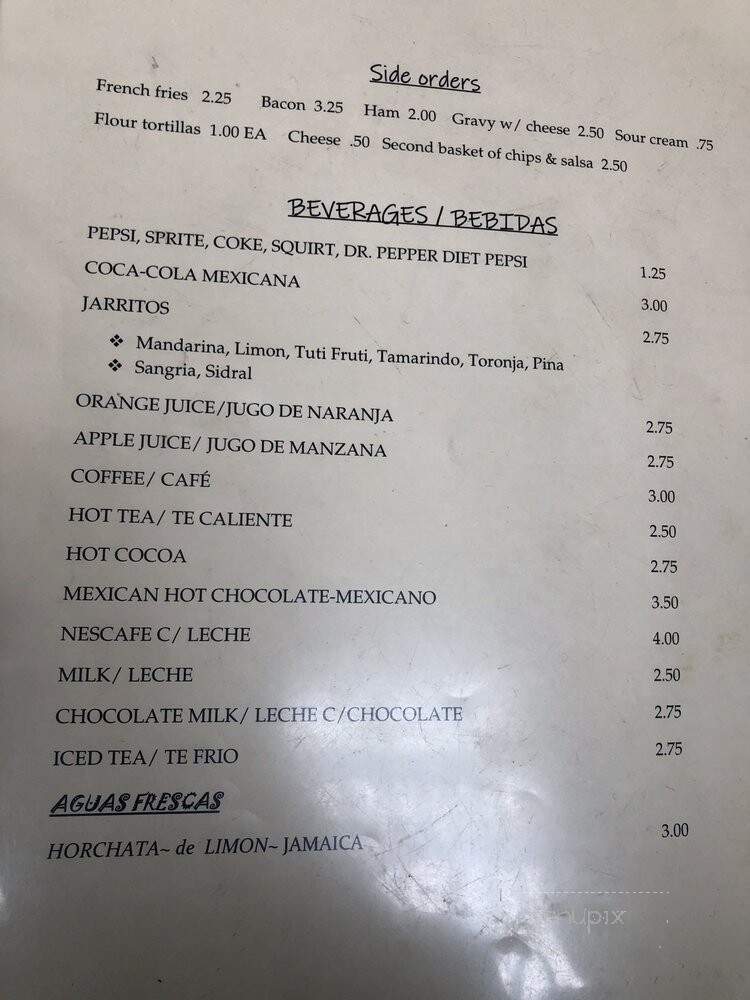 Side orders
French fries 2.25 Bacon 3.25 Ham 2.00 Gravy w/ cheese 2.50 Sour cream .75
Flour tortillas 1.00 EA Cheese .50 Second basket of chips & salsa 2.50
BEVERAGES / BEBIDAS
PEPSI, SPRITE, COKE, SQUIRT, DR. PEPPER DIET PEPSI 1.25
COCA-COLA MEXICANA 3.00
JARRITOS 2.75
❖ Mandarina, Limon, Tuti Fruti, Tamarindo, Toronja, Pina
❖ Sangria, Sidral
ORANGE JUICE/JUGO DE NARANJA 2.75
APPLE JUICE/ JUGO DE MANZANA 2.75
COFFEE/ CAFÉ 3.00
HOT TEA/ TE CALIENTE 2.50
HOT COCOA 2.75
MEXICAN HOT CHOCOLATE-MEXICANO 3.50
NESCAFE C/ LECHE 4.00
MILK/ LECHE 2.50
CHOCOLATE MILK/ LECHE C/CHOCOLATE 2.75
ICED TEA/ TE FRIO 2.75
AGUAS FRESCAS
HORCHATA~ de LIMON~ JAMAICA 3.00